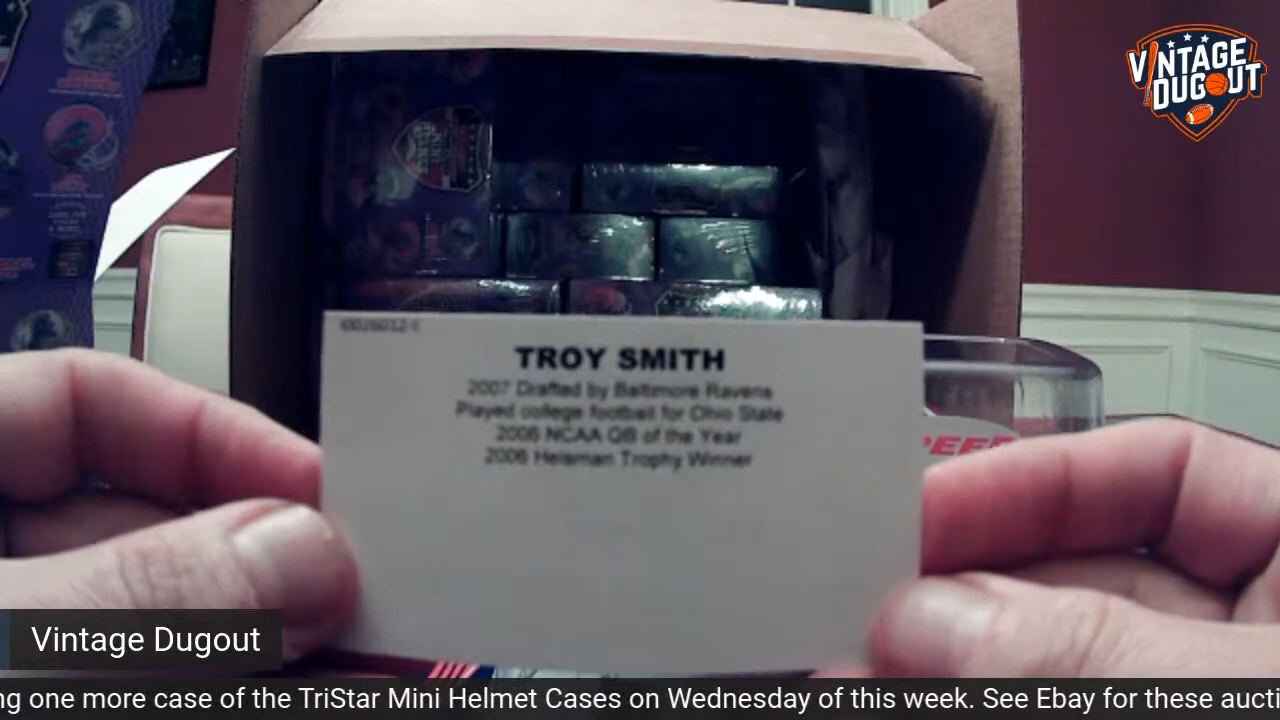 VINTAGE
DUGOUT
TROY SMITH
2007 Drafted by Baltimore Ravens
Played college football for Ohio State
2006 NCAA QB of the Year
2006 Heisman Trophy Winner
Vintage Dugout
ng one more case of the TriStar Mini Helmet Cases on Wednesday of this week. See Ebay for these aucti